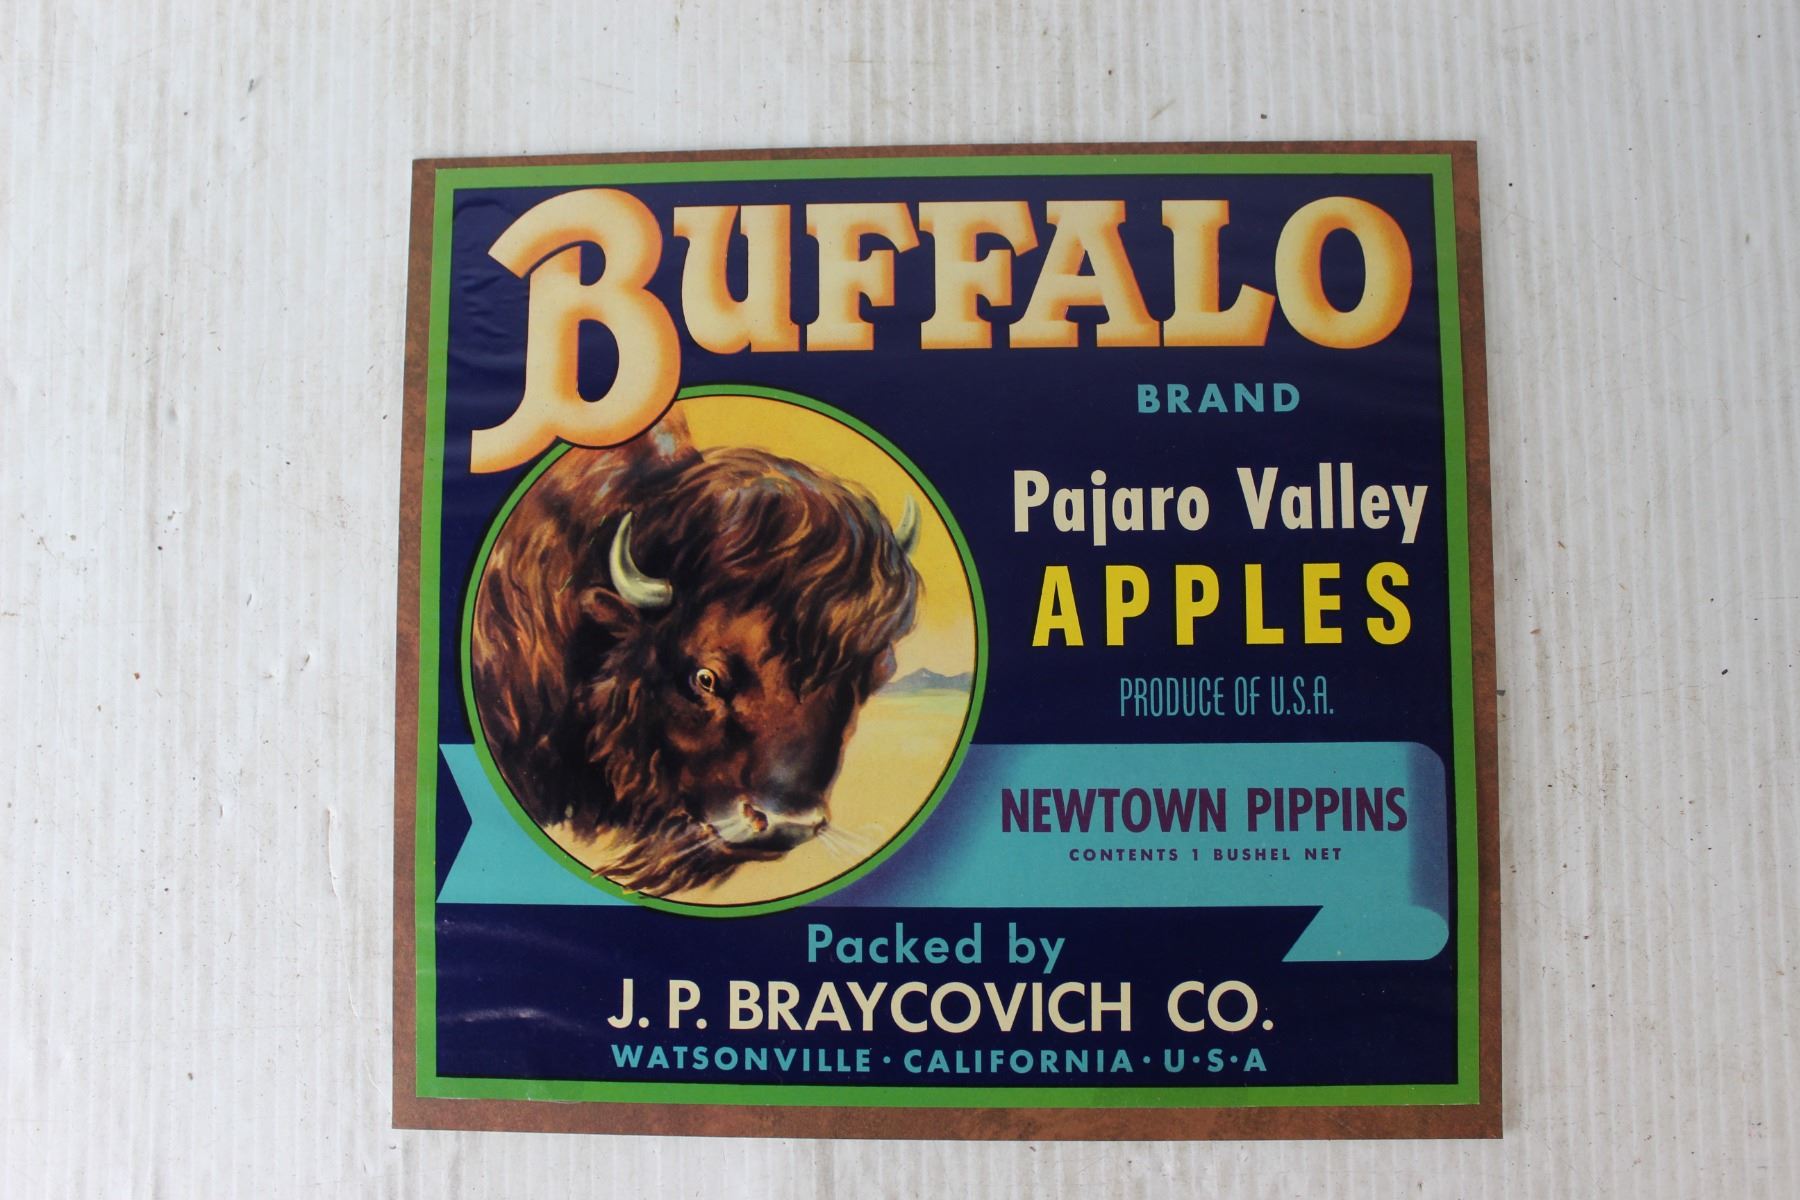 BUFFALO
BRAND
Pajaro Valley
APPLES
PRODUCE OF U.S.A.
NEWTOWN PIPPINS
CONTENTS 1 BUSHEL NET
Packed by
J. P. BRAYCOVICH CO.
WATSONVILLE · CALIFORNIA · U·S·A